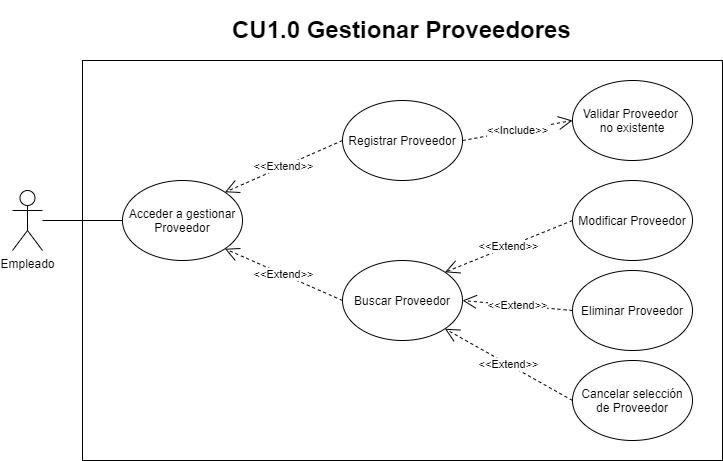 CU1.0 Gestionar Proveedores
Validar Proveedor
no existente
<<Include>>
Registrar Proveedor
<<Extend>>
Acceder a gestionar
Proveedor
Empleado
Modificar Proveedor
<<Extend>>
<<Extend>>
Buscar Proveedor
<<Extend>>
Eliminar Proveedor
<<Extend>>
Cancelar selección
de Proveedor